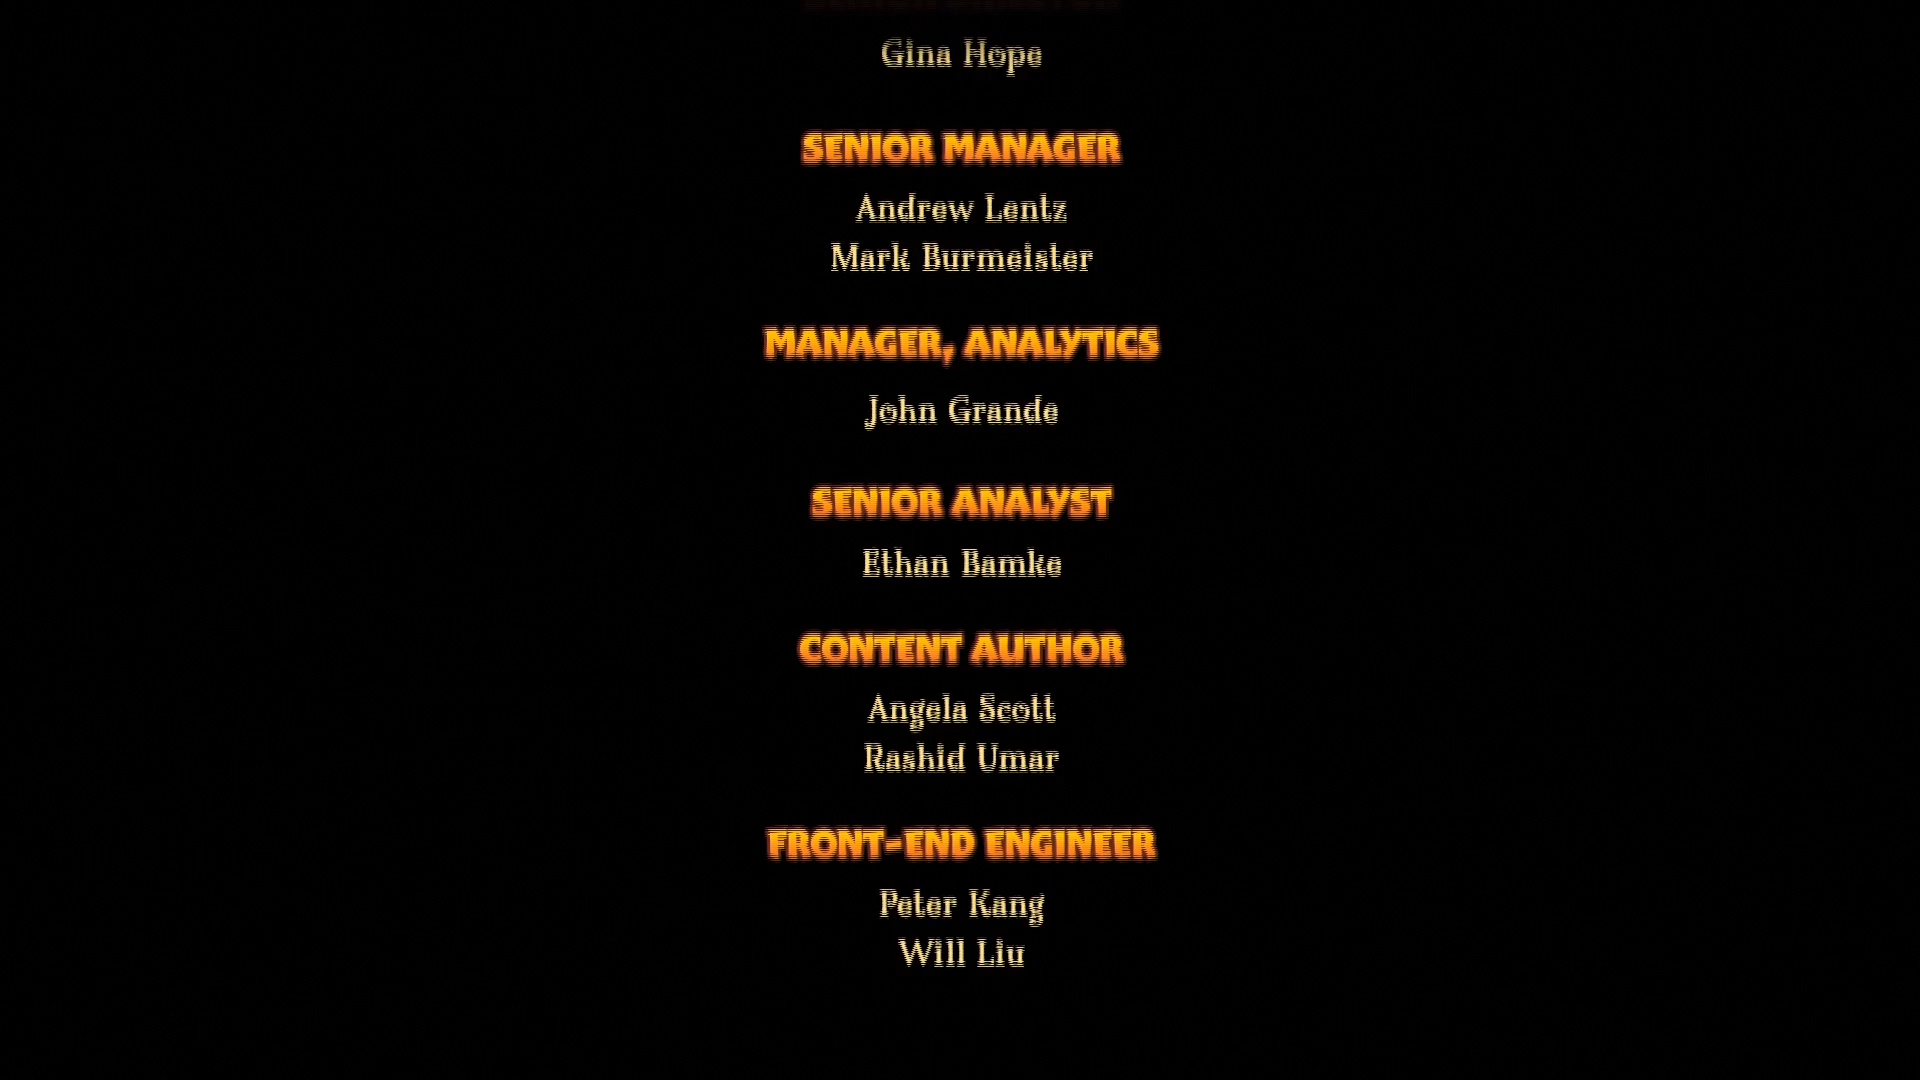 Gina Hope
SENIOR MANAGER
Andrew Lentz
Mark Burmeister
MANAGER, ANALYTICS
John Grande
SENIOR ANALYST
Ethan Bamke
CONTENT AUTHOR
Angela Scott
Rashid Umar
FRONT-END ENGINEER
Peter Kang
Will Liu